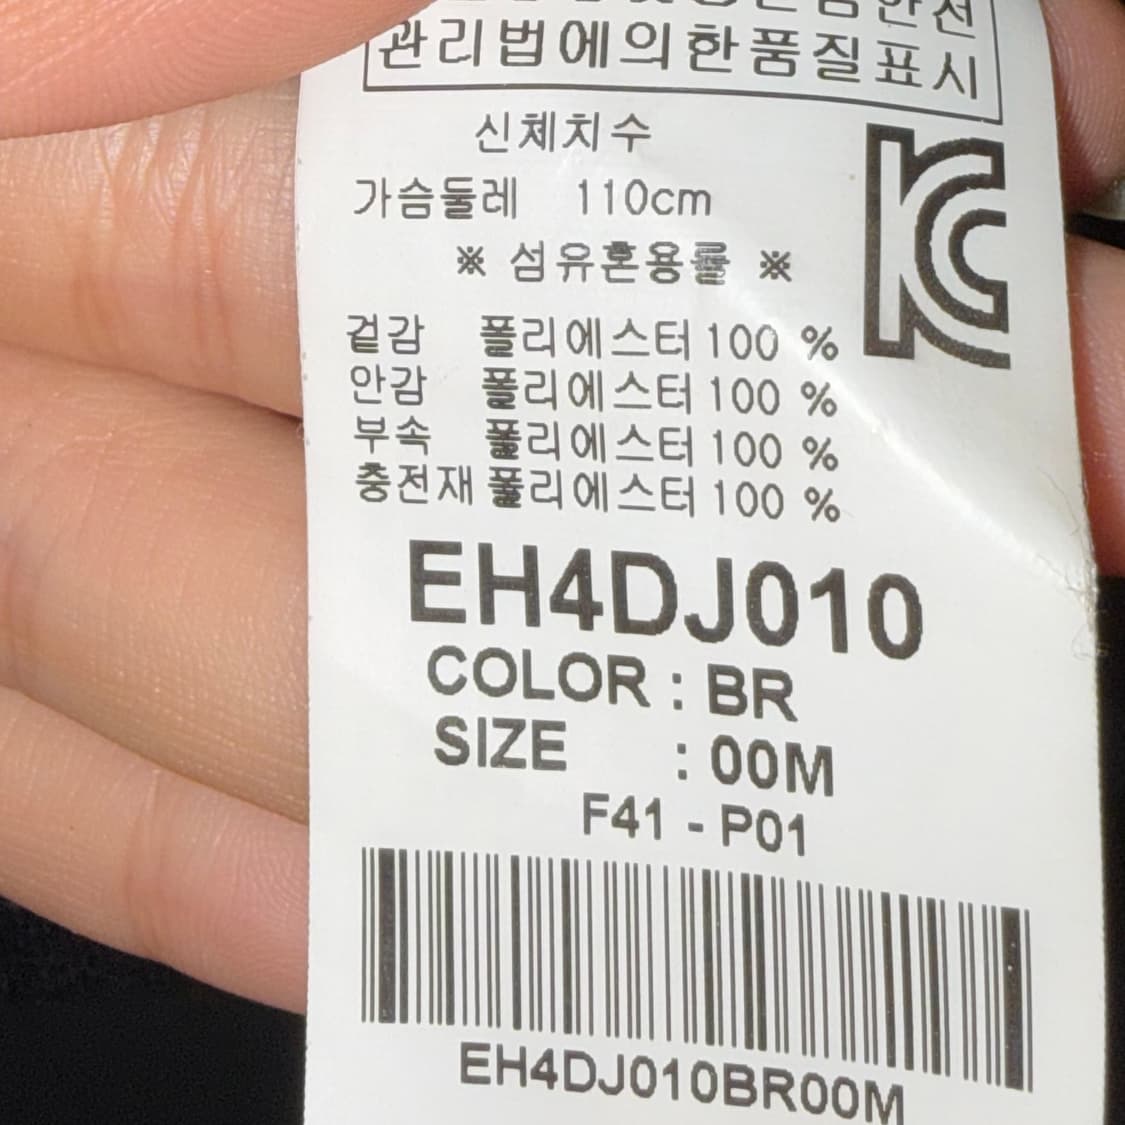 관리법에의한품질표시
신체치수
가슴둘레 110cm
※ 섬유혼용률 ※
겉감 폴리에스터 100 %
안감 폴리에스터 100 %
부속 폴리에스터 100 %
충전재 폴리에스터 100 %
EH4DJ010
COLOR : BR
SIZE : 00M
F41 - P01
EH4DJ010BR00M